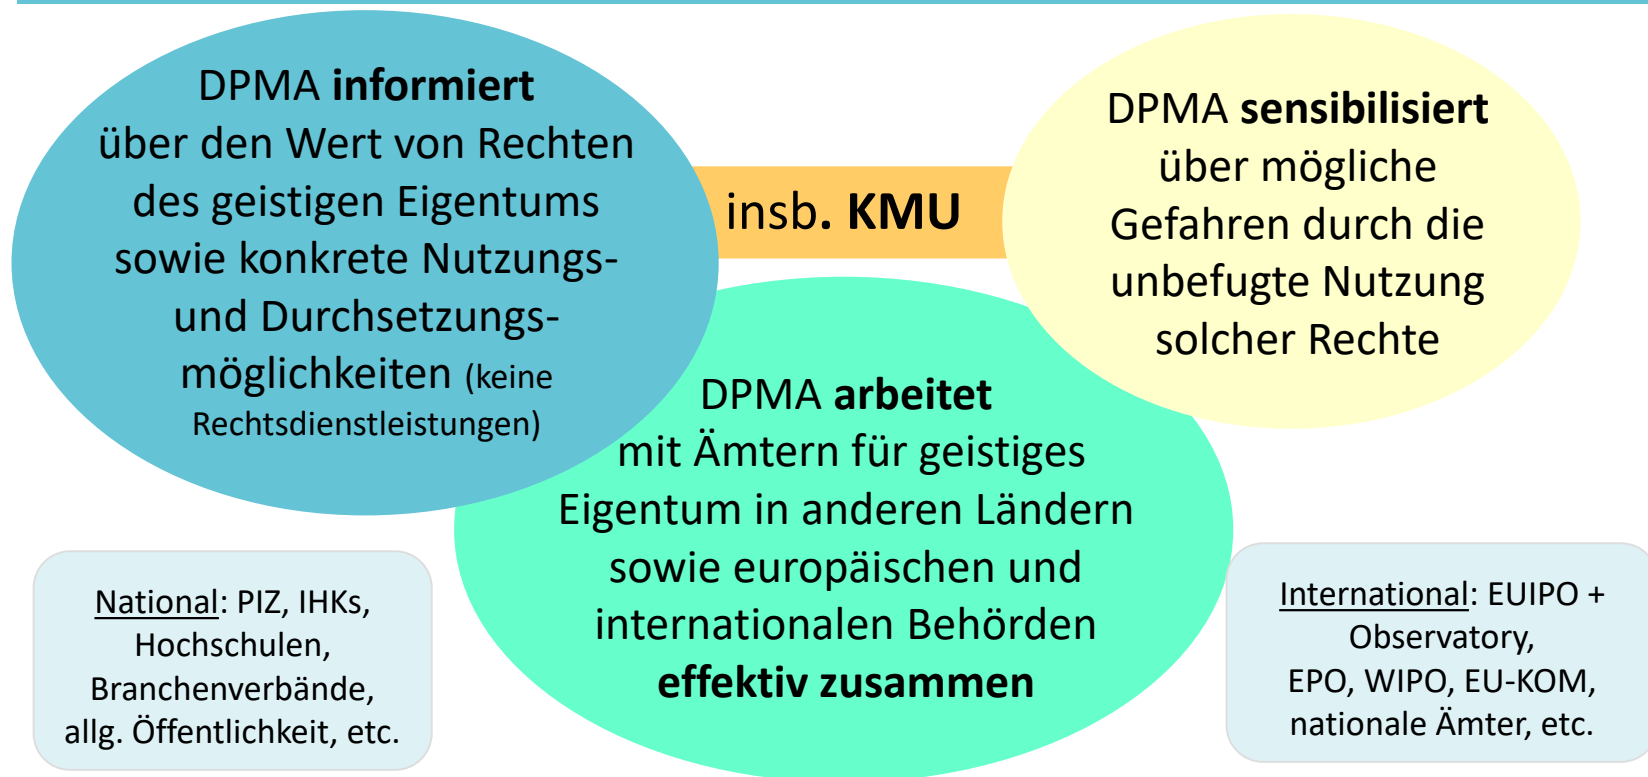 DPMA informiert
über den Wert von Rechten
des geistigen Eigentums
sowie konkrete Nutzungs-
und Durchsetzungs-
möglichkeiten (keine
Rechtsdienstleistungen)
insb. KMU
DPMA sensibilisiert
über mögliche
Gefahren durch die
unbefugte Nutzung
solcher Rechte
DPMA arbeitet
mit Ämtern für geistiges
Eigentum in anderen Ländern
sowie europäischen und
internationalen Behörden
effektiv zusammen
National: PIZ, IHKs,
Hochschulen,
Branchenverbände,
allg. Öffentlichkeit, etc.
International: EUIPO +
Observatory,
EPO, WIPO, EU-KOM,
nationale Ämter, etc.